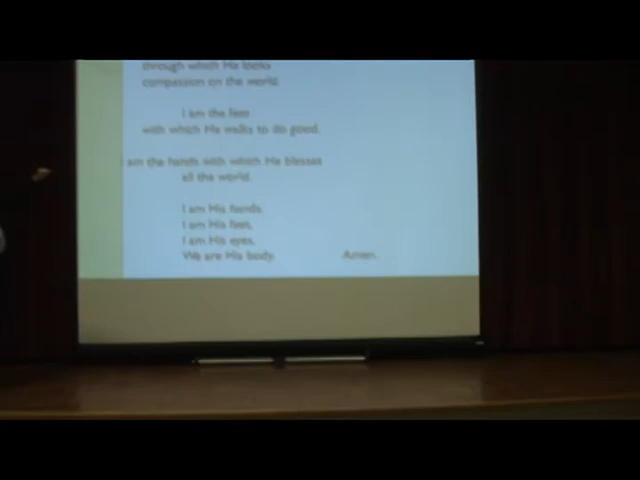 through which He looks
compassion on the world.
I am the feet
with which He walks to do good.
I am the hands with which He blesses
all the world.
I am His hands,
I am His feet,
I am His eyes,
We are His body. Amen.